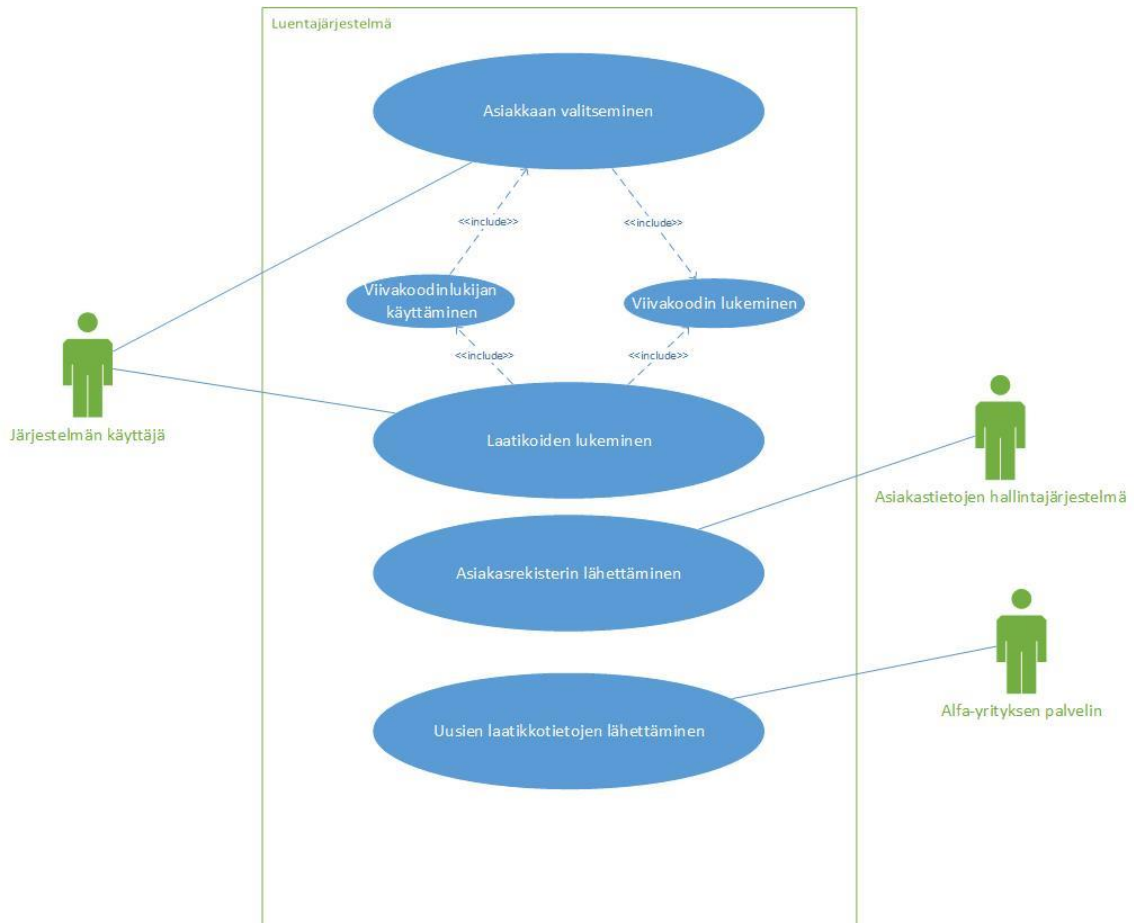 Luentajärjestelmä
Asiakkaan valitseminen
<<include>>
<<include>>
Viivakoodinlukijan
käyttäminen
Viivakoodin lukeminen
<<include>>
<<include>>
Järjestelmän käyttäjä
Laatikoiden lukeminen
Asiakastietojen hallintajärjestelmä
Asiakasrekisterin lähettäminen
Alfa-yrityksen palvelin
Uusien laatikkotietojen lähettäminen